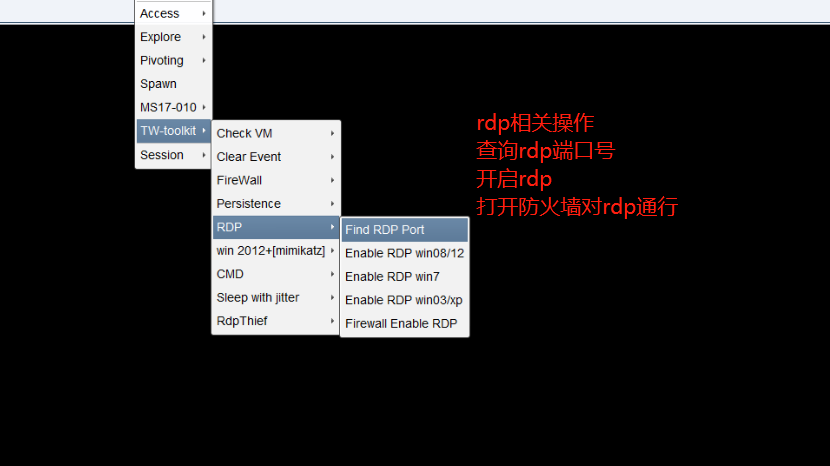 Access
Explore
Pivoting
Spawn
MS17-010
TW-toolkit
Session
Check VM
Clear Event
FireWall
Persistence
RDP
win 2012+[mimikatz]
CMD
Sleep with jitter
RdpThief
Find RDP Port
Enable RDP win08/12
Enable RDP win7
Enable RDP win03/xp
Firewall Enable RDP
rdp相关操作
查询rdp端口号
开启rdp
打开防火墙对rdp通行